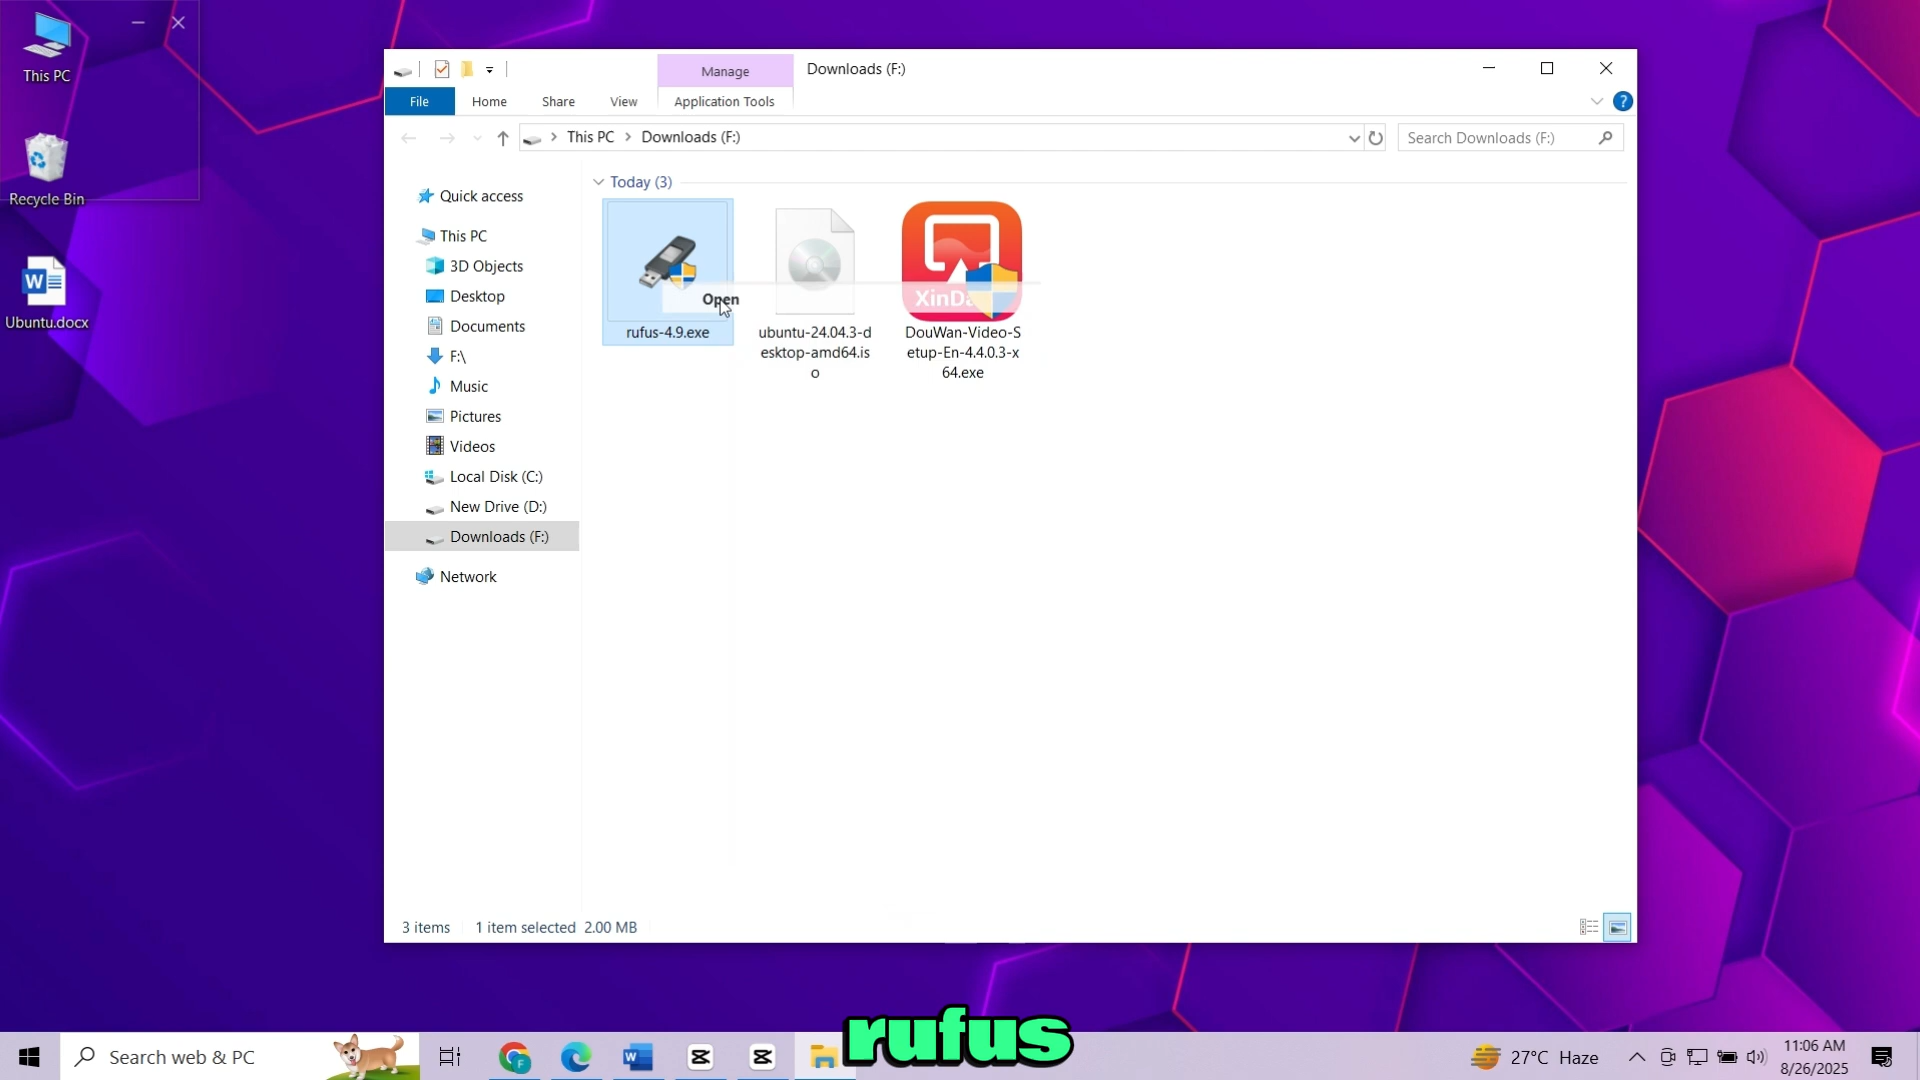 This PC
Recycle Bin
Ubuntu.docx
Manage
Downloads (F:)
File
Home
Share
View
Application Tools
This PC
Downloads (F:)
Search Downloads (F:)
Quick access
This PC
3D Objects
Desktop
Documents
F:\
Music
Pictures
Videos
Local Disk (C:)
New Drive (D:)
Downloads (F:)
Network
Today (3)
Open
rufus-4.9.exe
ubuntu-24.04.3-d
esktop-amd64.is
o
DouWan-Video-S
etup-En-4.4.0.3-x
64.exe
3 items
1 item selected 2.00 MB
rufus
Search web & PC
27°C Haze
11:06 AM
8/26/2025